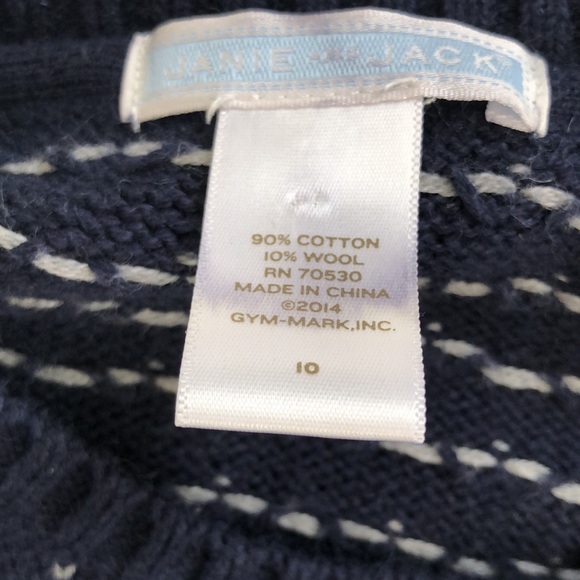 JANIE AND JACK
90% COTTON
10% WOOL
RN 70530
MADE IN CHINA
©2014
GYM-MARK,INC.
10